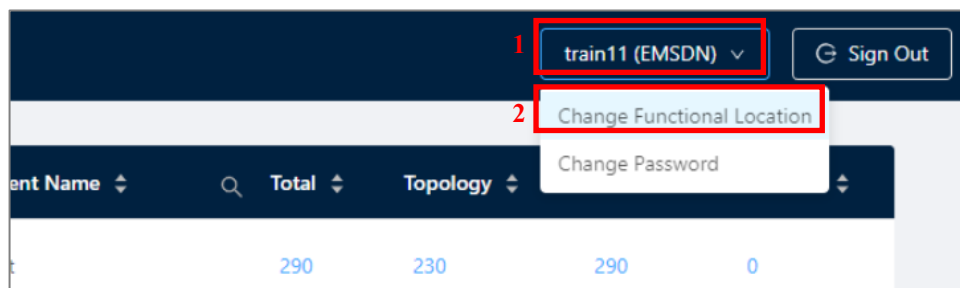 1 train11 (EMSDN) Sign Out
2 Change Functional Location
Change Password
ent Name Total Topology
t 290 230 290 0